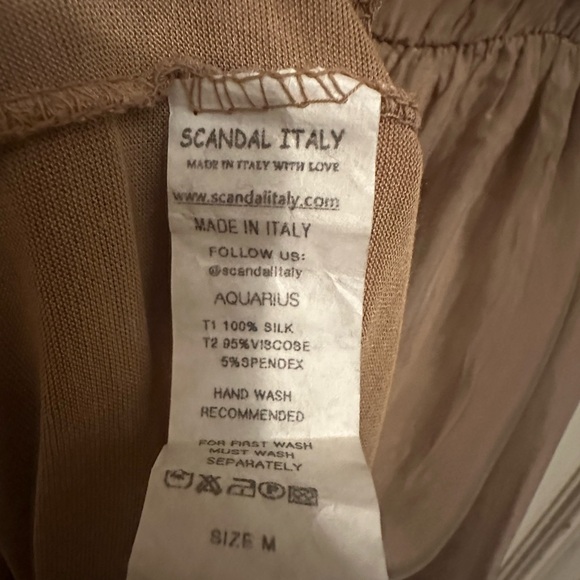 SCANDAL ITALY
MADE IN ITALY WITH LOVE
www.scandalitaly.com
MADE IN ITALY
FOLLOW US:
@scandalitaly
AQUARIUS
T1 100% SILK
T2 95%VISCOSE
5%SPENDEX
HAND WASH
RECOMMENDED
FOR FIRST WASH
MUST WASH
SEPARATELY
SIZE M